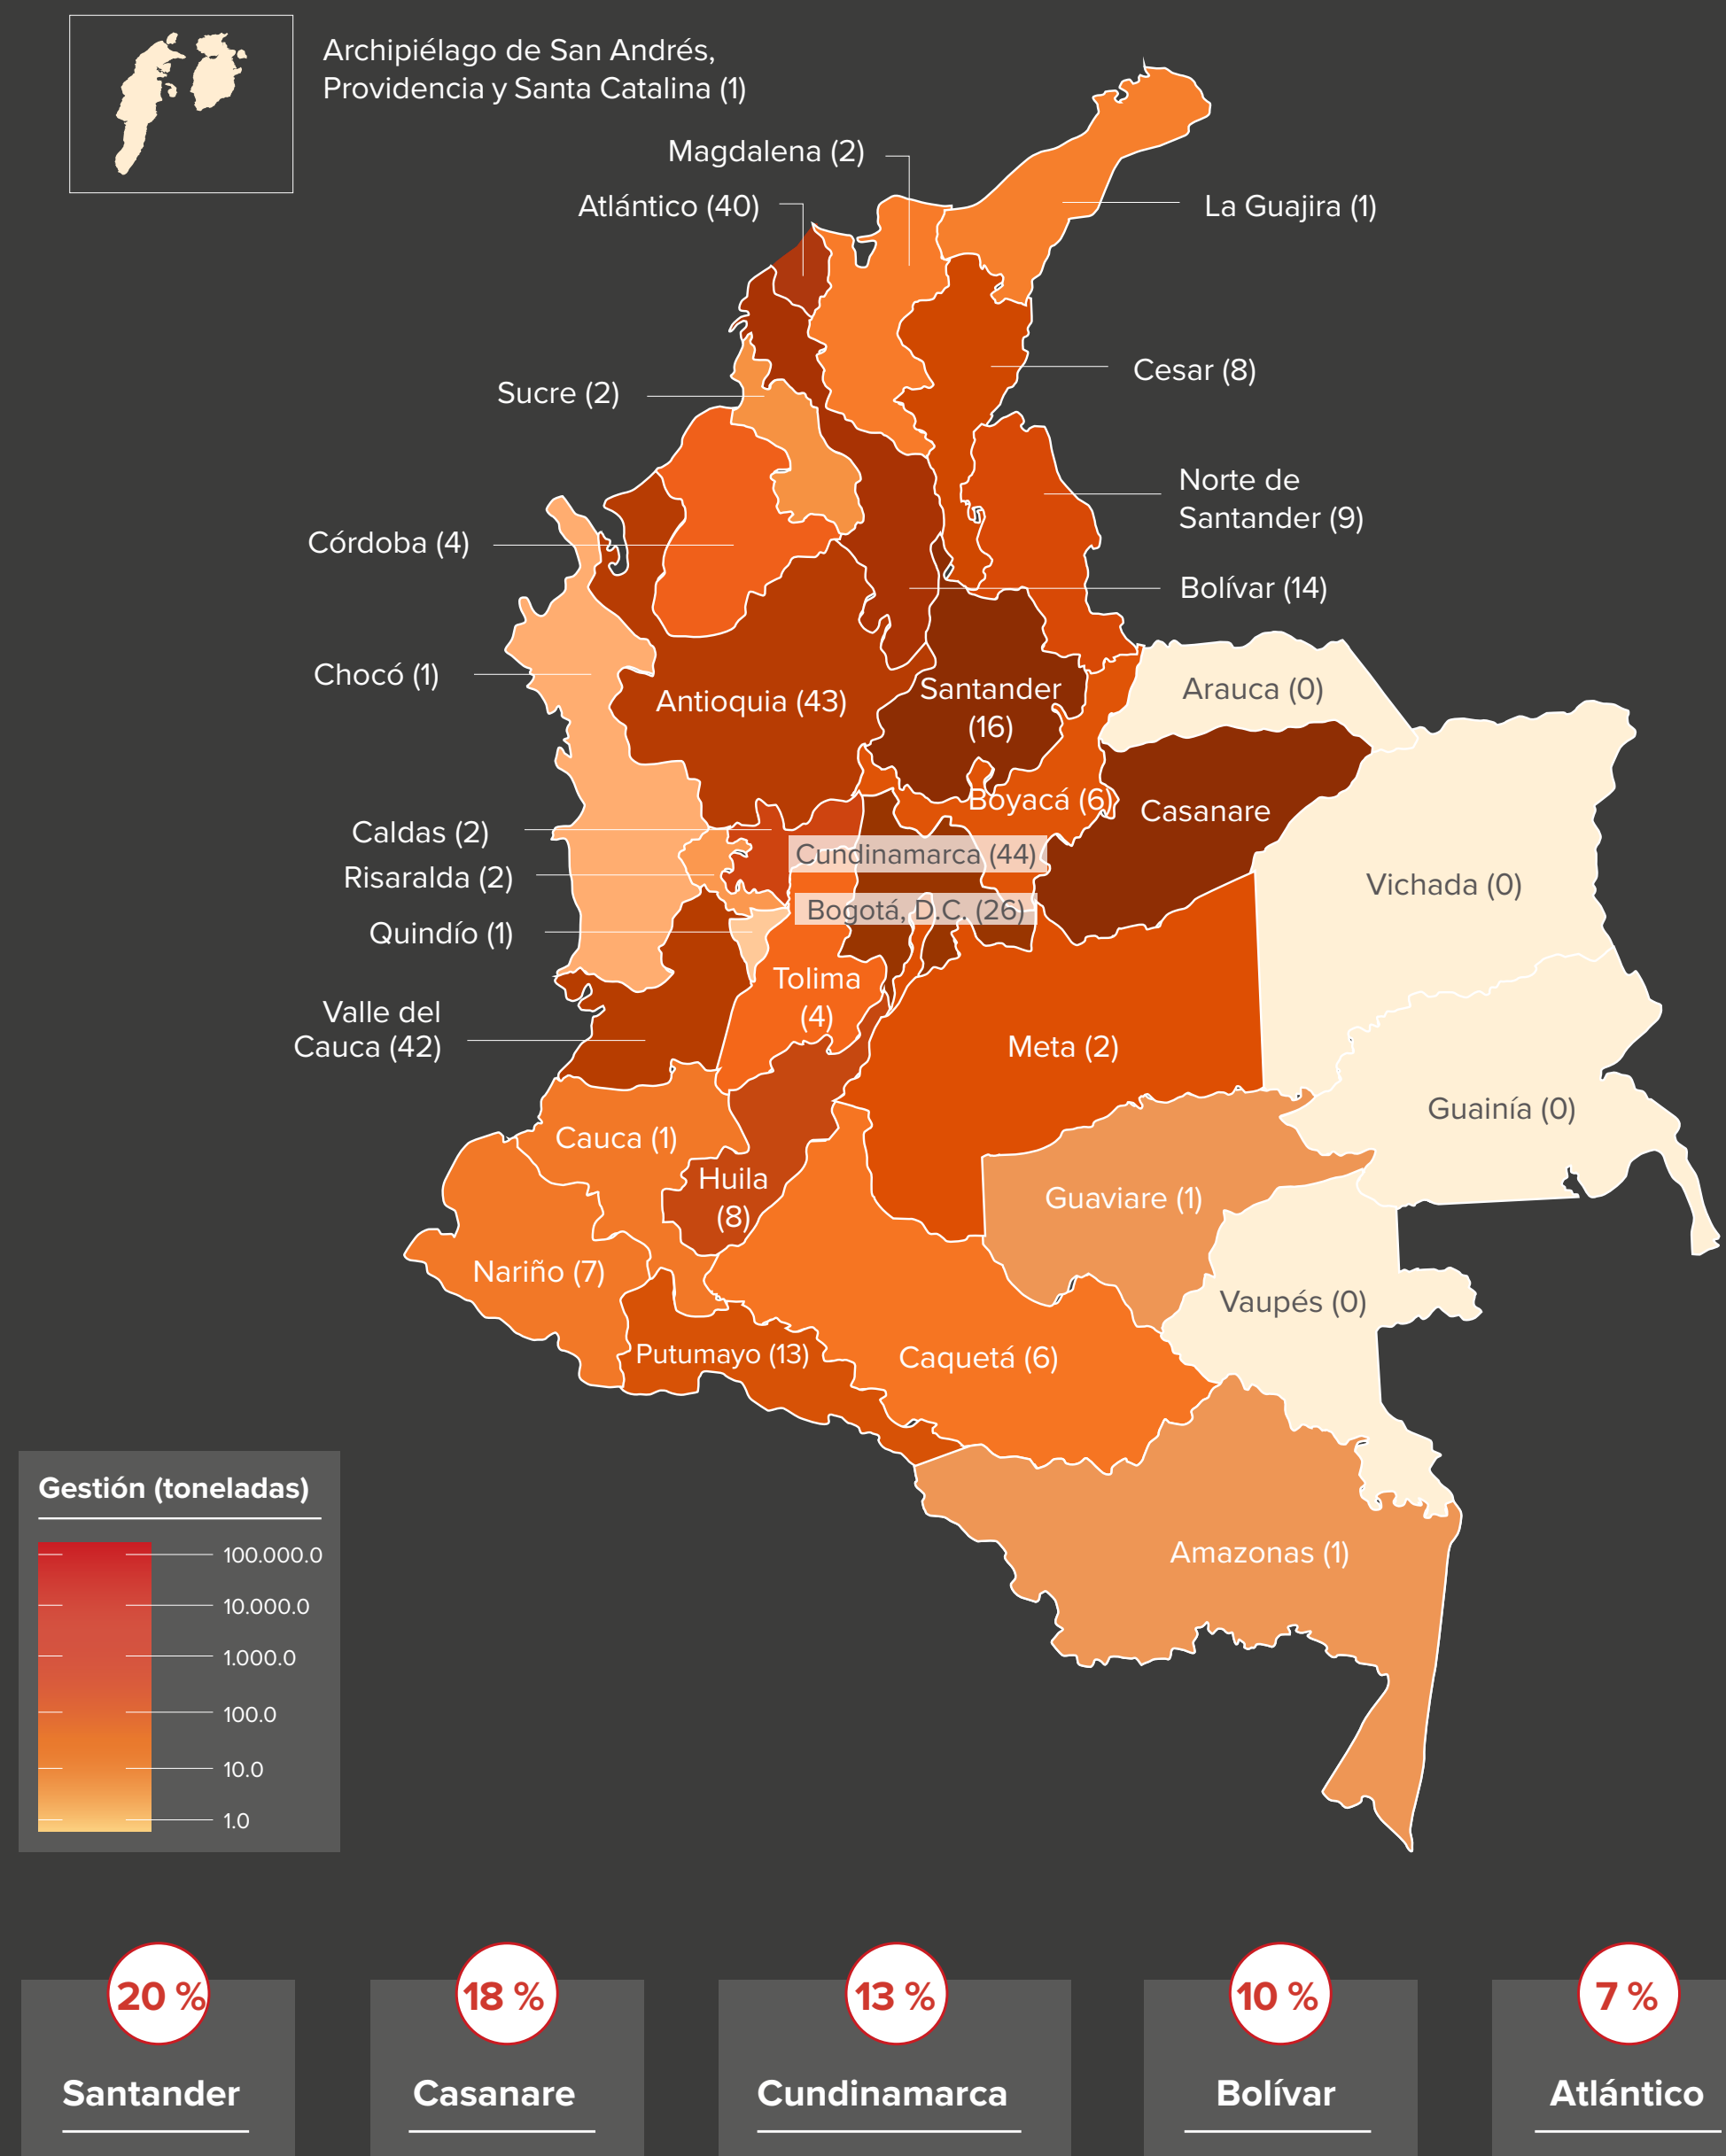 Archipiélago de San Andrés,
Providencia y Santa Catalina (1)
Magdalena (2)
Atlántico (40)
La Guajira (1)
Cesar (8)
Sucre (2)
Norte de
Santander (9)
Córdoba (4)
Bolívar (14)
Chocó (1)
Antioquia (43)
Santander
(16)
Arauca (0)
Boyacá (6)
Casanare
Caldas (2)
Cundinamarca (44)
Risaralda (2)
Vichada (0)
Bogotá, D.C. (26)
Quindío (1)
Tolima
(4)
Valle del
Cauca (42)
Meta (2)
Guainía (0)
Cauca (1)
Huila
(8)
Guaviare (1)
Nariño (7)
Vaupés (0)
Putumayo (13)
Caquetá (6)
Amazonas (1)
Gestión (toneladas)
100.000.0
10.000.0
1.000.0
100.0
10.0
1.0
20 %
18 %
13 %
10 %
7 %
Santander
Casanare
Cundinamarca
Bolívar
Atlántico